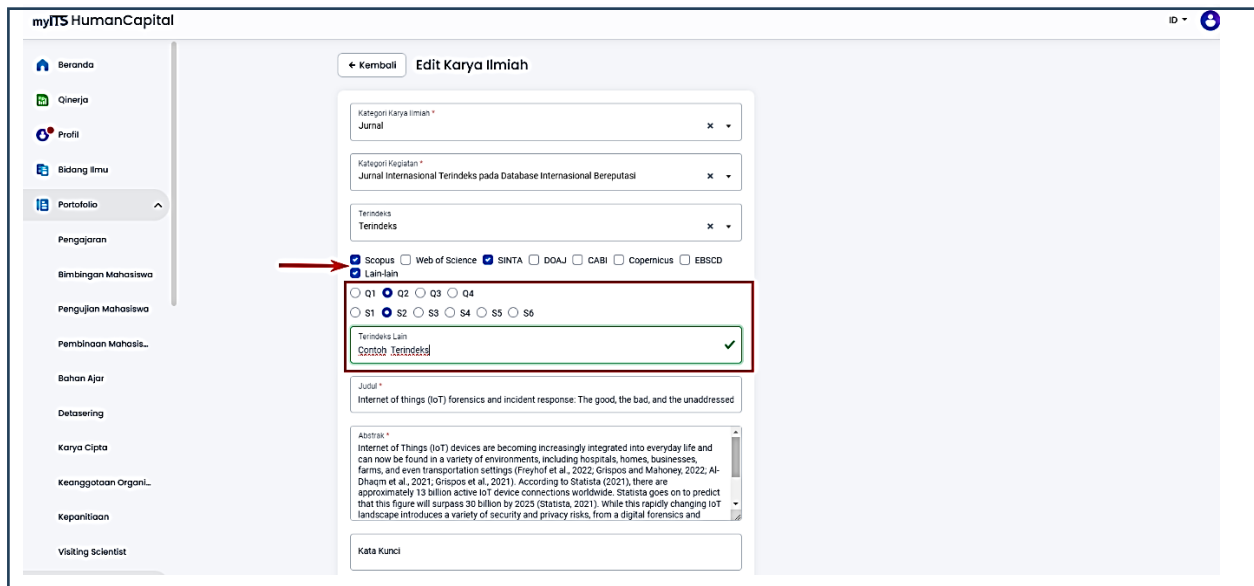 myITS HumanCapital
ID
Beranda
Qinerja
Profil
Bidang Ilmu
Portofolio
Pengajaran
Bimbingan Mahasiswa
Pengujian Mahasiswa
Pembinaan Mahasis...
Bahan Ajar
Detasering
Karya Cipta
Keanggotaan Organi...
Kepanitiaan
Visiting Scientist
← Kembali Edit Karya Ilmiah
Kategori Karya Ilmiah *
Jurnal
Kategori Kegiatan *
Jurnal Internasional Terindeks pada Database Internasional Bereputasi
Terindeks
Terindeks
Scopus Web of Science SINTA DOAJ CABI Copernicus EBSCD
Lain-lain
Q1 Q2 Q3 Q4
S1 S2 S3 S4 S5 S6
Terindeks Lain
Contoh Terindeks
Judul *
Internet of things (IoT) forensics and incident response: The good, the bad, and the unaddressed
Abstrak *
Internet of Things (IoT) devices are becoming increasingly integrated into everyday life and
can now be found in a variety of environments, including hospitals, homes, businesses,
farms, and even transportation settings (Freyhof et al., 2022; Grispos and Mahoney, 2022; Al-
Dhaqm et al., 2021; Grispos et al., 2021). According to Statista (2021), there are
approximately 13 billion active IoT device connections worldwide. Statista goes on to predict
that this figure will surpass 30 billion by 2025 (Statista, 2021). While this rapidly changing IoT
landscape introduces a variety of security and privacy risks, from a digital forensics and
Kata Kunci